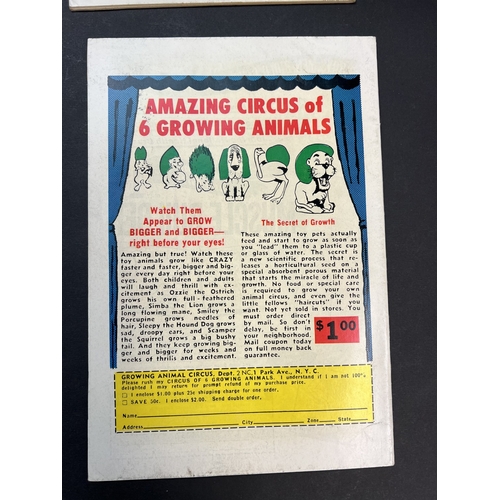 AMAZING CIRCUS of
6 GROWING ANIMALS
Watch Them
Appear to GROW
BIGGER and BIGGER—
right before your eyes!
Amazing but true! Watch these
toy animals grow like CRAZY
faster and faster, bigger and big-
ger every day right before your
eyes. Both children and adults
will laugh and thrill with ex-
citement as Ozzie the Ostrich
grows his own full-feathered
plume, Simba the Lion grows a
long flowing mane, Smiley the
Porcupine grows needles of
hair, Sleepy the Hound Dog grows
sad, droopy ears, and Scamper
the Squirrel grows a big bushy
tail. And they keep growing big-
ger and bigger for weeks and
weeks of thrills and excitement.
The Secret of Growth
These amazing toy pets actually
feed and start to grow as soon as
you "lead" them to a plastic cup
or glass of water. The secret is
a new scientific process that re-
leases a horticultural seed on a
special absorbent porous material
that starts the miracle of life and
growth. No food or special care
is required to grow your own
animal circus, and even give the
little fellows "haircuts" if you
want. Not yet sold in stores. You
must order direct
by mail. So don't
delay, be first in
your neighborhood.
Mail coupon today
on full money back
guarantee.
$1.00
GROWING ANIMAL CIRCUS, Dept. 2NC, 1 Park Ave., N.Y.C.
Please rush my CIRCUS OF 6 GROWING ANIMALS. I understand if I am not 100%
delighted I may return for prompt refund of my purchase price.
□ I enclose $1.00 plus 25¢ shipping charge for one order.
□ SAVE 50¢. I enclose $2.00. Send double order.
Name
Address City Zone State